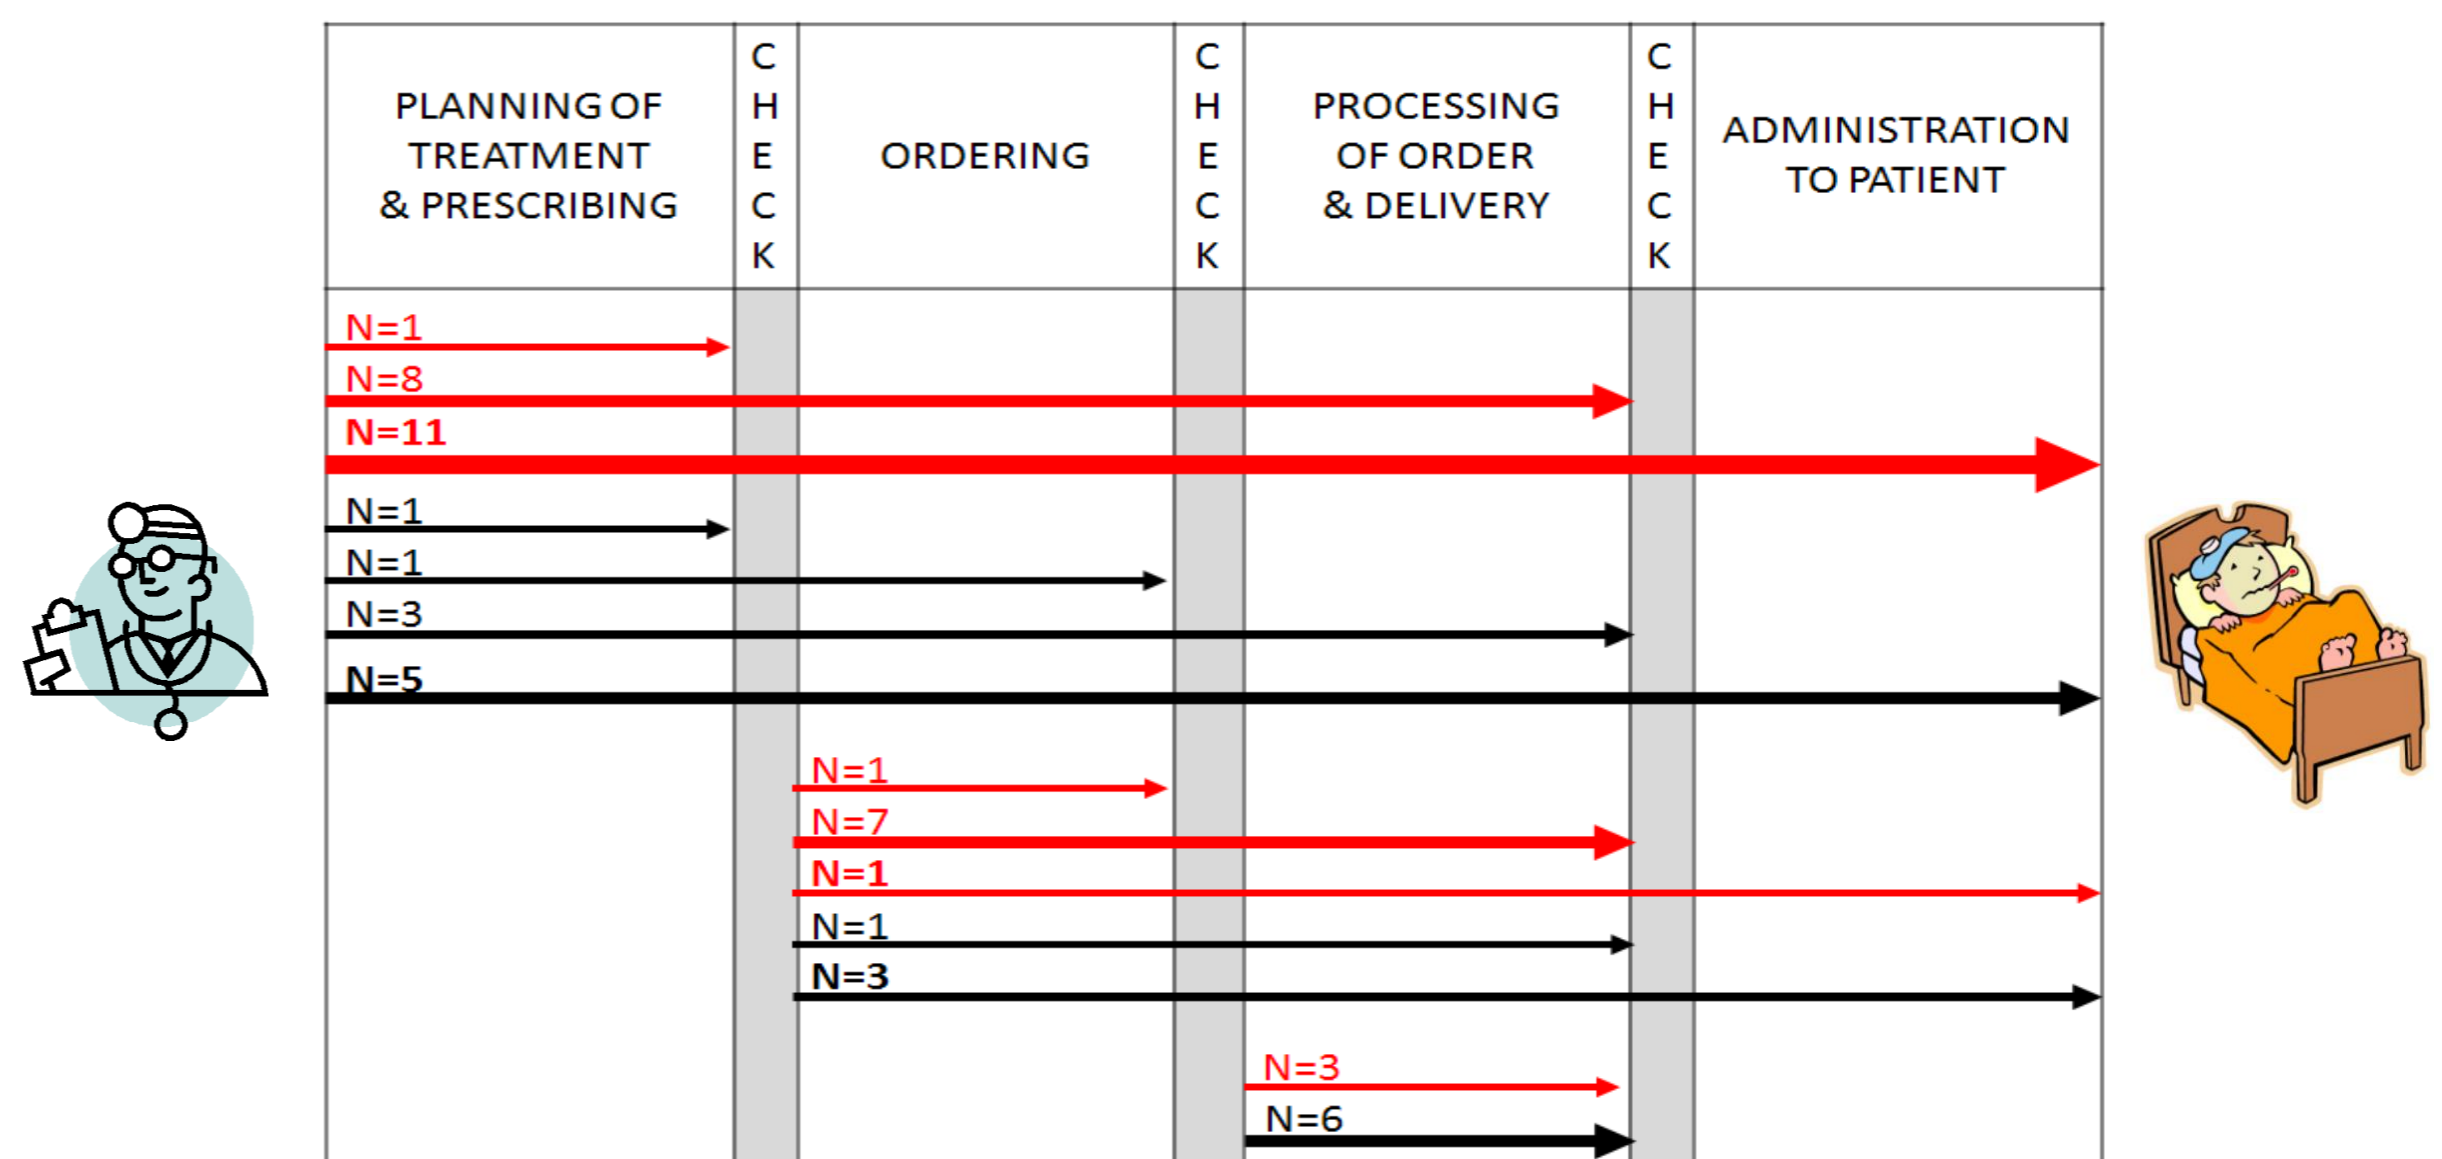 PLANNING OF
TREATMENT
& PRESCRIBING
C
H
E
C
K
ORDERING
C
H
E
C
K
PROCESSING
OF ORDER
& DELIVERY
C
H
E
C
K
ADMINISTRATION
TO PATIENT
N=1
N=8
N=11
N=1
N=1
N=3
N=5
N=1
N=7
N=1
N=1
N=3
N=3
N=6